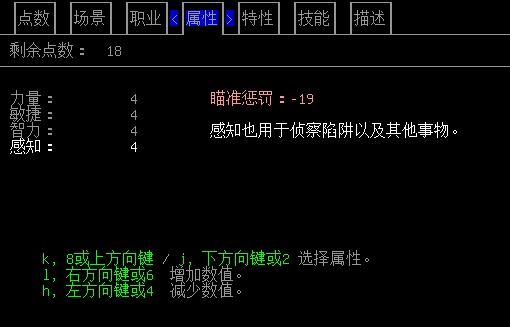 点数 场景 职业 < 属性 > 特性 技能 描述
剩余点数： 18
力量： 4 瞄准惩罚：-19
敏捷： 4
智力： 4 感知也用于侦察陷阱以及其他事物。
感知： 4
k, 8或上方向键 / j, 下方向键或2 选择属性。
l, 右方向键或6 增加数值。
h, 左方向键或4 减少数值。